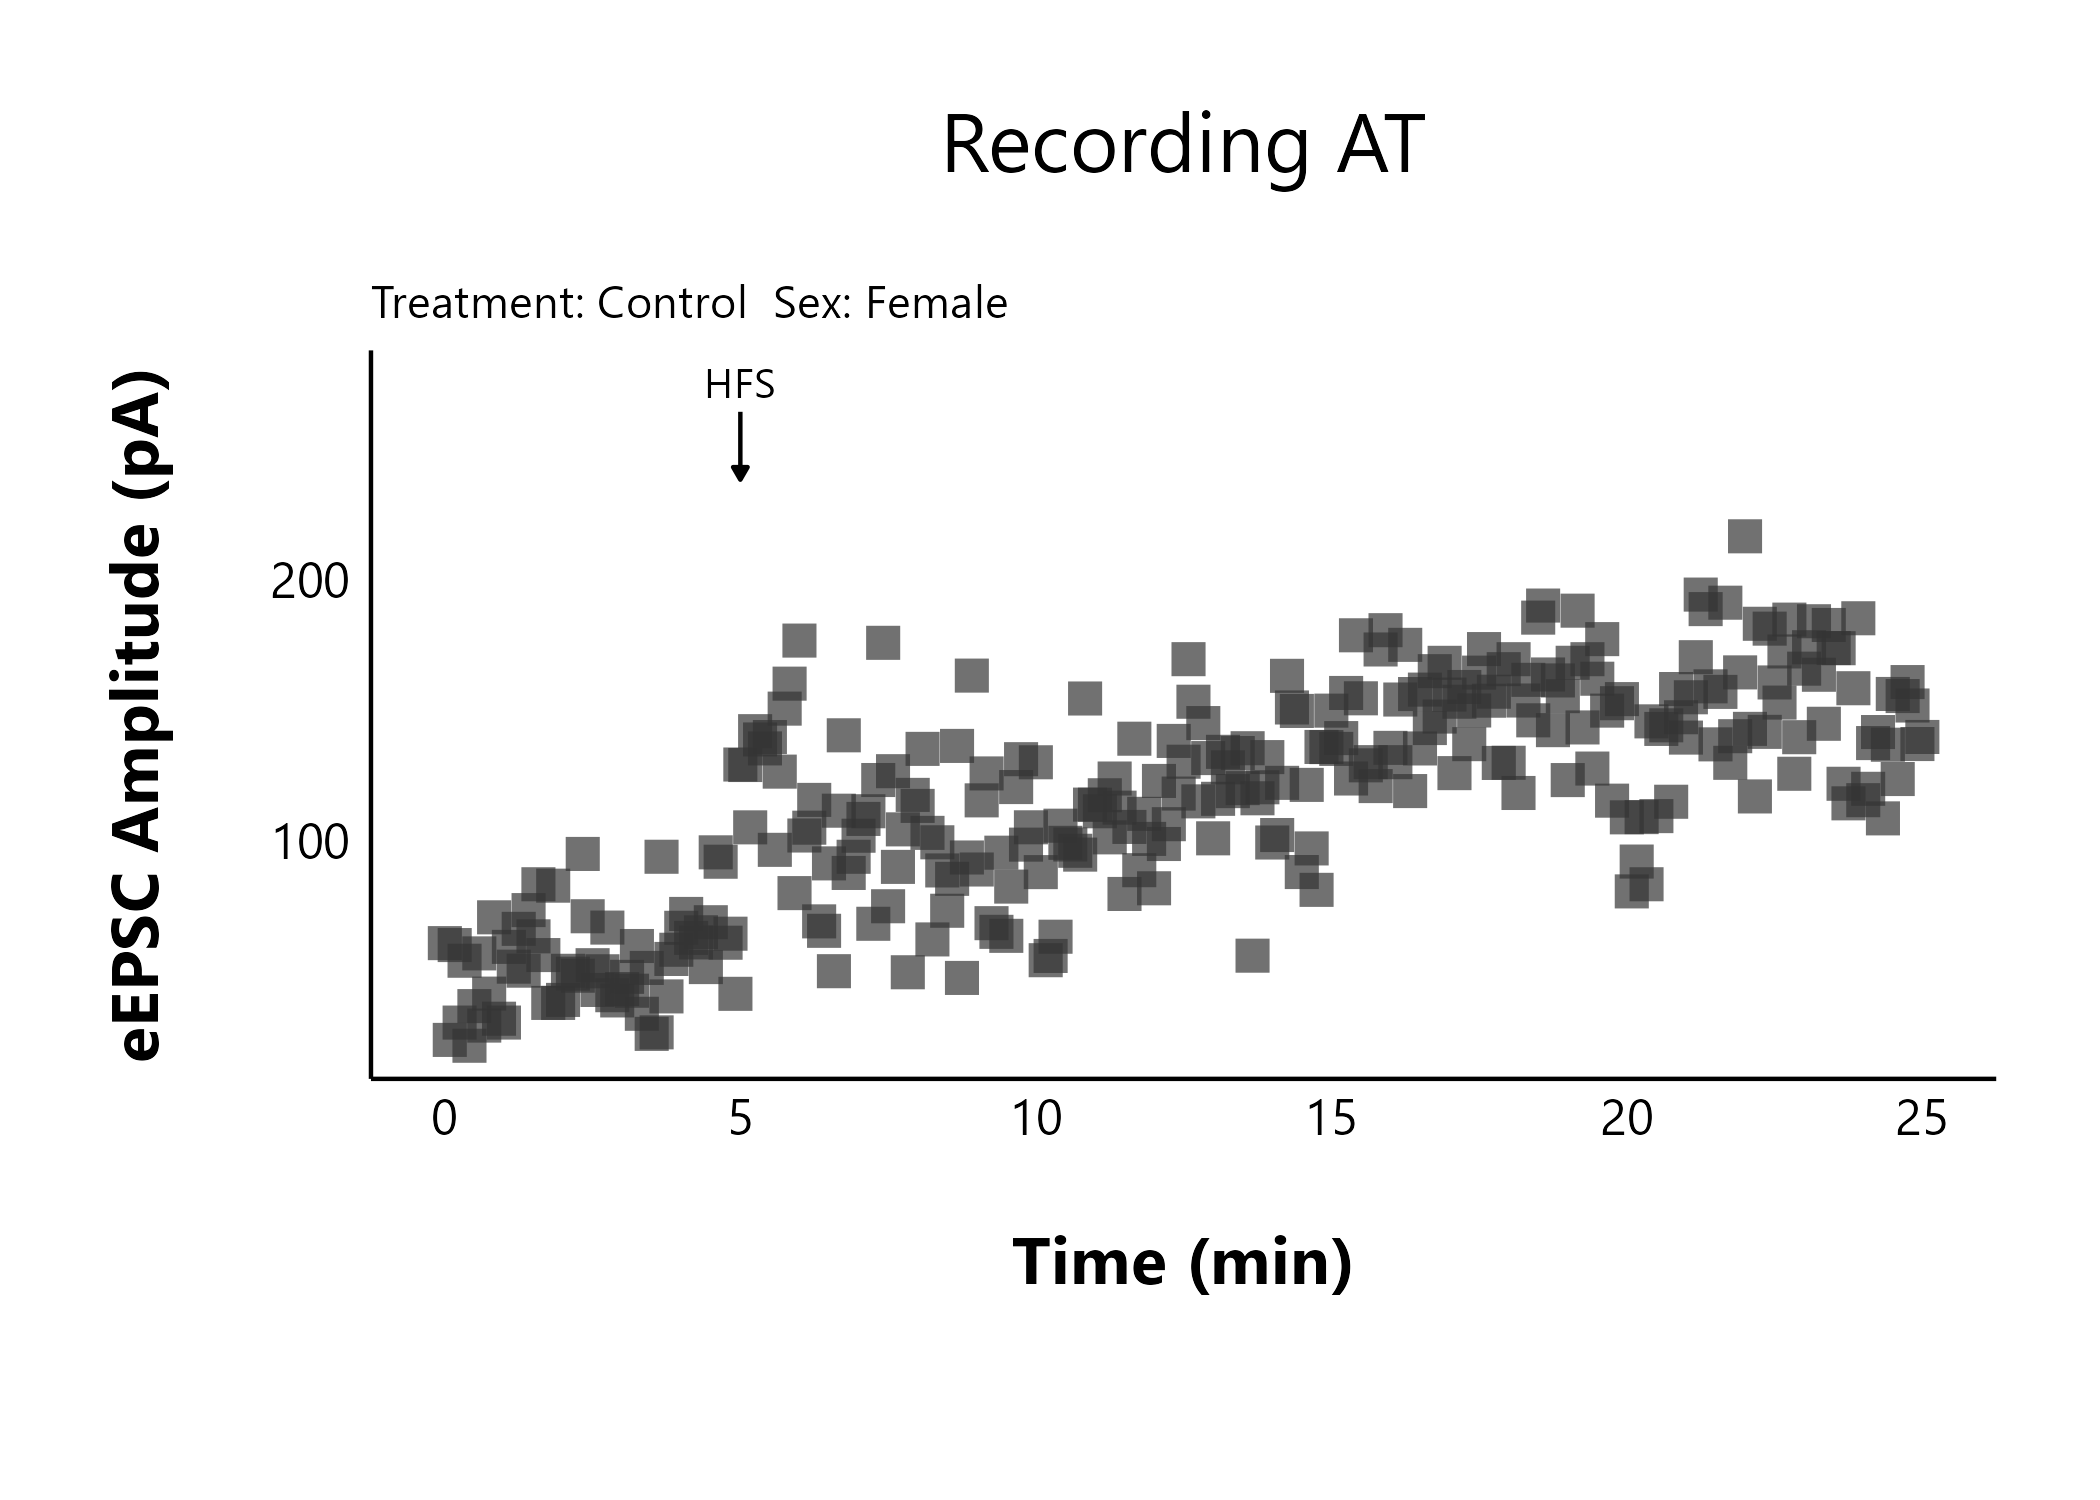 Recording AT
Treatment: Control  Sex: Female
HFS
eEPSC Amplitude (pA)
200
100
0 5 10 15 20 25
Time (min)